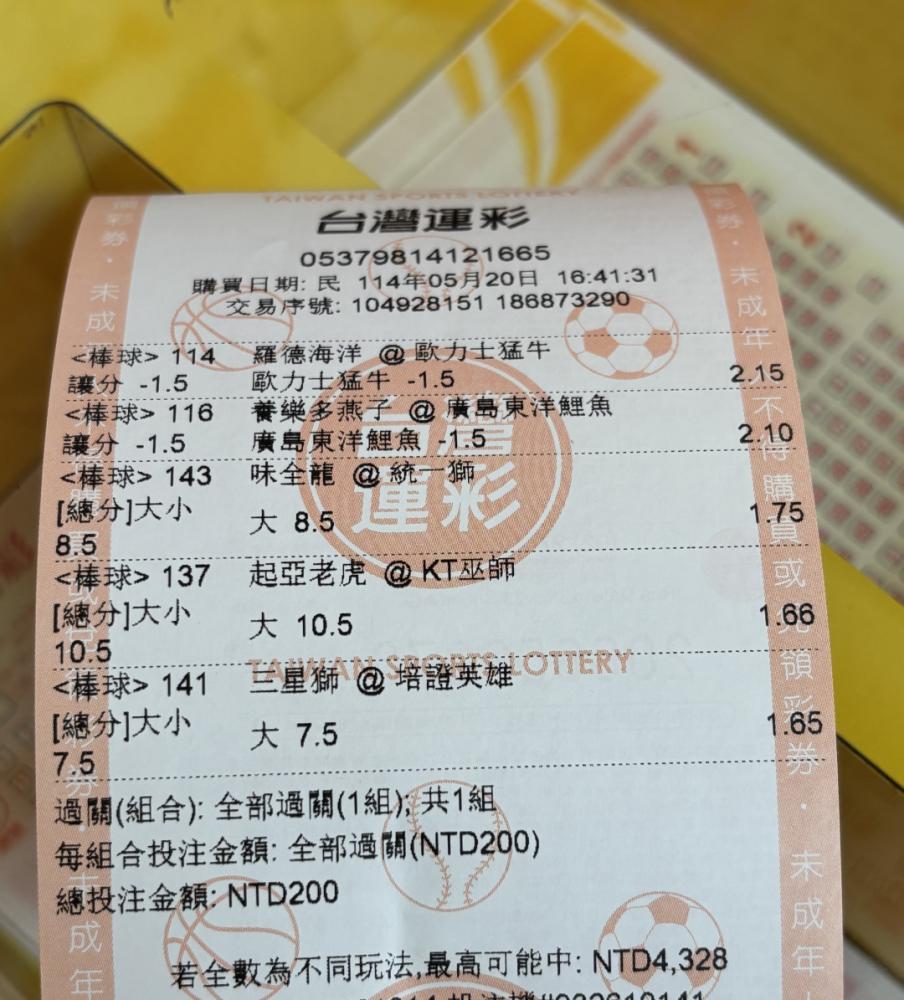 TAIWAN SPORTS LOTTERY
台灣運彩
05379814121665
購買日期: 民 114年05月20日 16:41:31
交易序號: 104928151 186873290
<棒球> 114 羅德海洋 @ 歐力士猛牛
讓分 -1.5 歐力士猛牛 -1.5 2.15
<棒球> 116 養樂多燕子 @ 廣島東洋鯉魚
讓分 -1.5 廣島東洋鯉魚 -1.5 2.10
<棒球> 143 味全龍 @ 統一獅
[總分]大小 大 8.5 1.75
8.5
<棒球> 137 起亞老虎 @ KT巫師
[總分]大小 大 10.5 1.66
10.5
<棒球> 141 三星獅 @ 培證英雄
[總分]大小 大 7.5 1.65
7.5
過關(組合): 全部過關(1組); 共1組
每組合投注金額: 全部過關(NTD200)
總投注金額: NTD200
若全數為不同玩法,最高可能中: NTD4,328
台灣運彩
TAIWAN SPORTS LOTTERY
彩券．未成年不得購買或兌領彩券．未成年